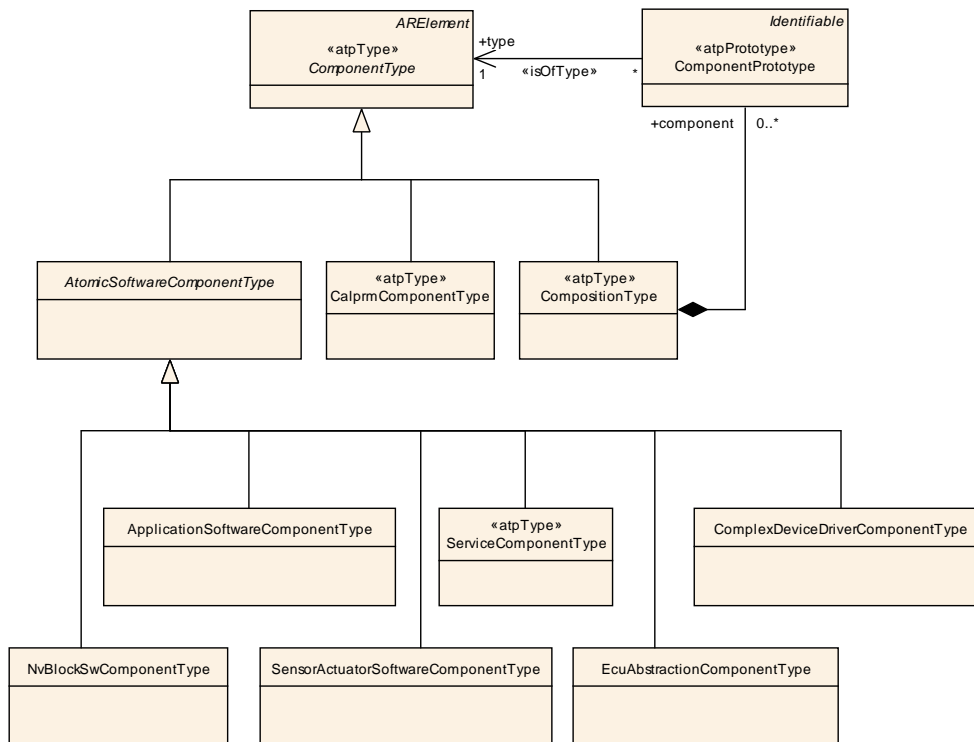 ARElement
«atpType»
ComponentType
Identifiable
«atpPrototype»
ComponentPrototype
+type
1
«isOfType»
*
+component
0..*
AtomicSoftwareComponentType
«atpType»
CalprmComponentType
«atpType»
CompositionType
ApplicationSoftwareComponentType
«atpType»
ServiceComponentType
ComplexDeviceDriverComponentType
NvBlockSwComponentType
SensorActuatorSoftwareComponentType
EcuAbstractionComponentType